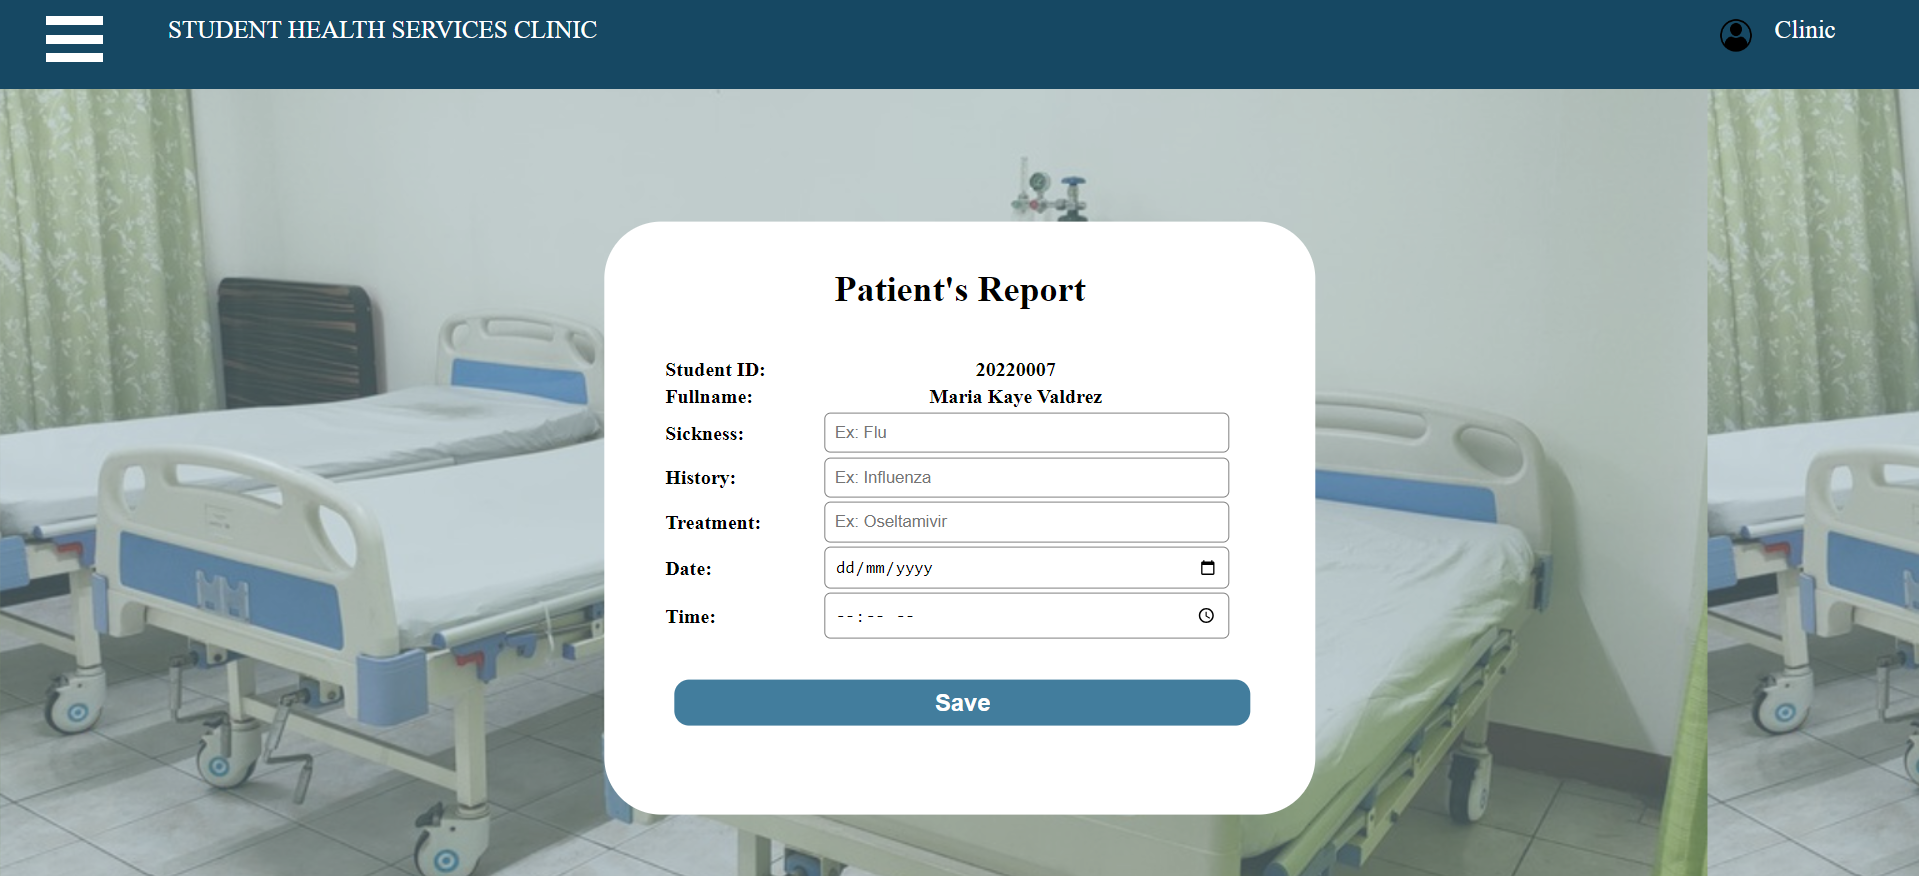 STUDENT HEALTH SERVICES CLINIC
Clinic
Patient's Report
Student ID: 20220007
Fullname: Maria Kaye Valdrez
Sickness: Ex: Flu
History: Ex: Influenza
Treatment: Ex: Oseltamivir
Date: dd/mm/yyyy
Time: --:-- --
Save